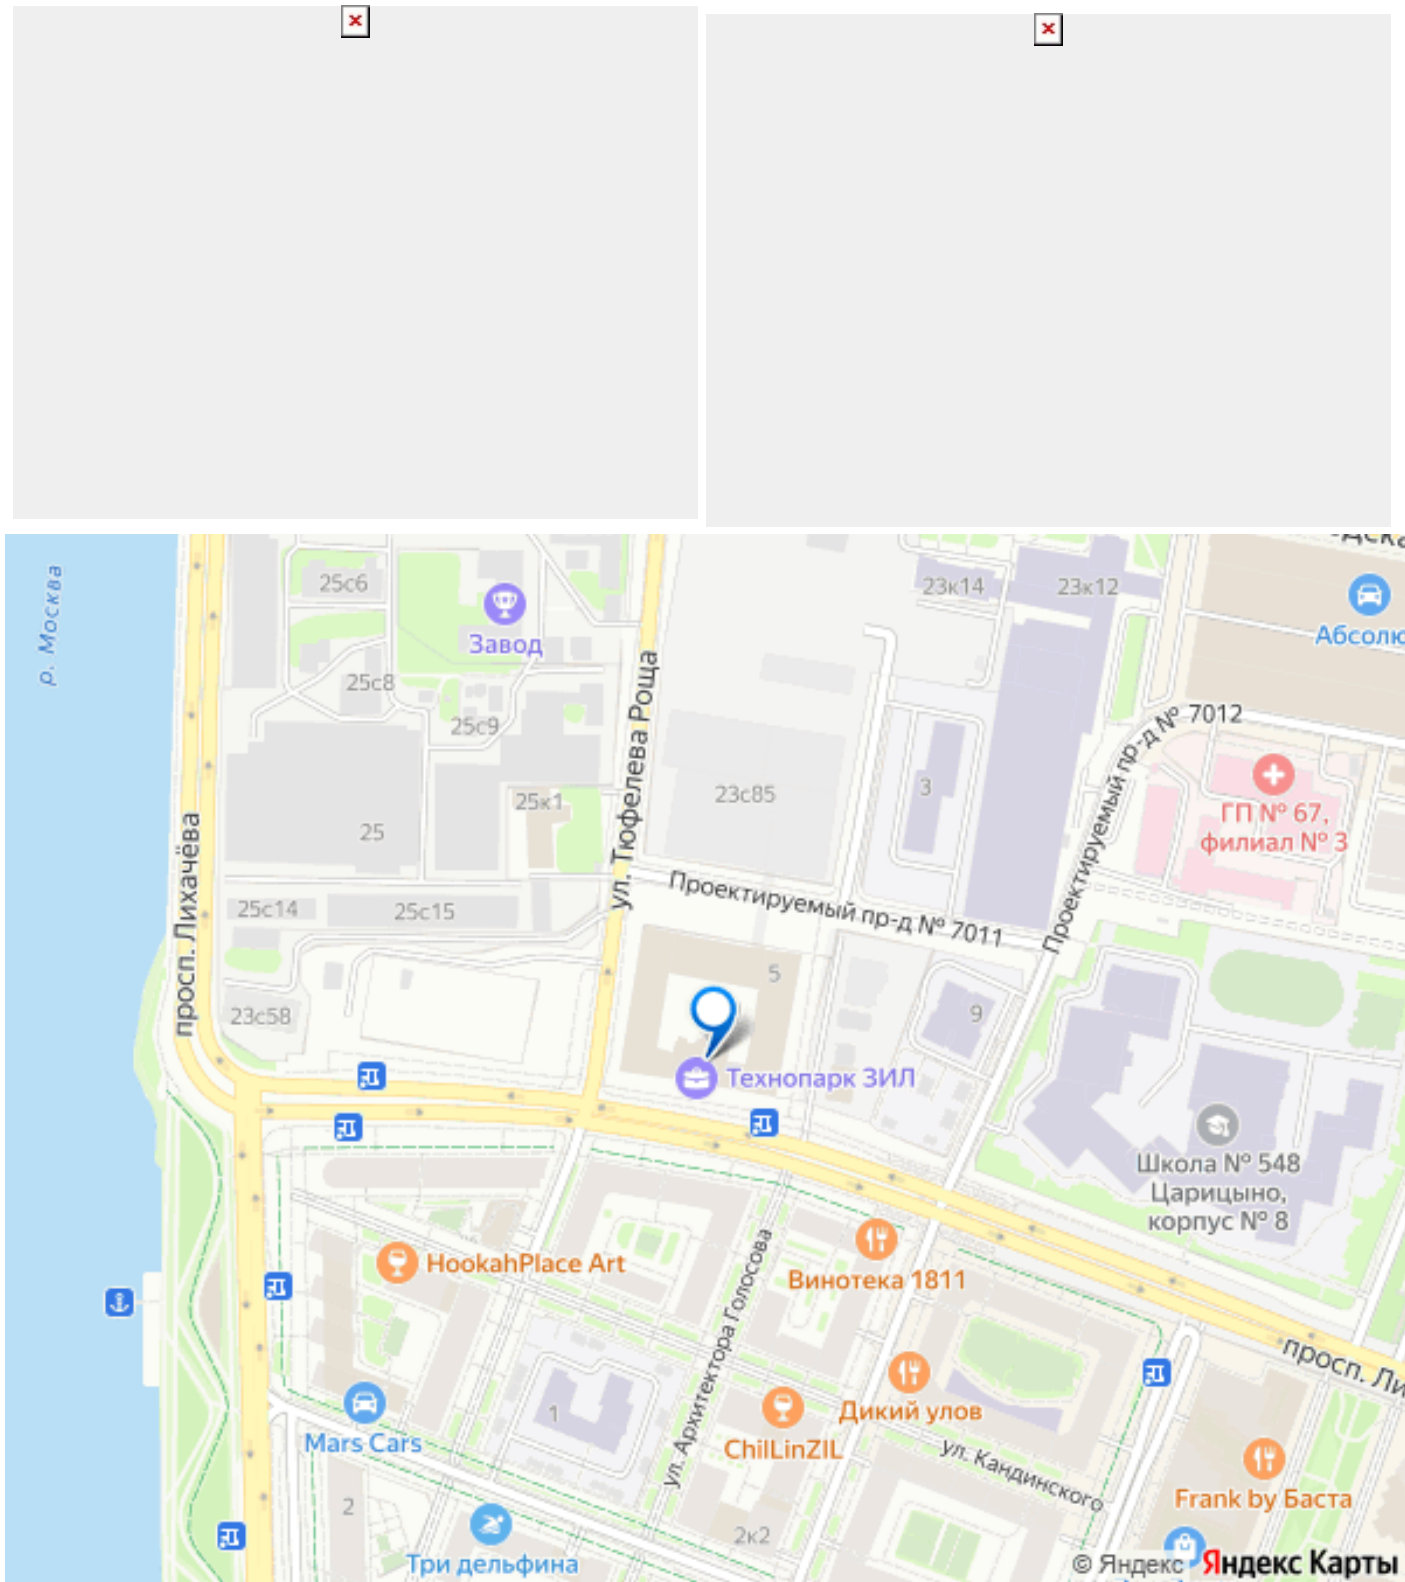 р. Москва
25с6
Завод
23к14
23к12
Абсолю
25с8
25с9
ул. Тюфелева Роща
Проектируемый пр-д № 7012
25к1
23с85
3
ГП № 67,
филиал № 3
25
просп. Лихачёва
25с14
25с15
Проектируемый пр-д № 7011
5
23с58
9
Технопарк ЗИЛ
Школа № 548
Царицыно,
корпус № 8
HookahPlace Art
Винотека 1811
ул. Архитектора Голосова
просп. Ли
1
Дикий улов
Mars Cars
ChilLinZIL
ул. Кандинского
Frank by Баста
2
2к2
Три дельфина
© Яндекс Яндекс Карты